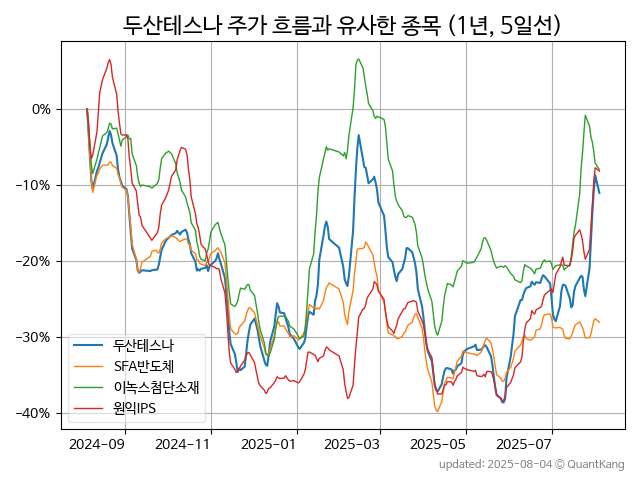 두산테스나 주가 흐름과 유사한 종목 (1년, 5일선)
0%
−10%
−20%
−30%
−40%
두산테스나
SFA반도체
이녹스첨단소재
원익IPS
2024-09 2024-11 2025-01 2025-03 2025-05 2025-07
updated: 2025-08-04 © QuantKang